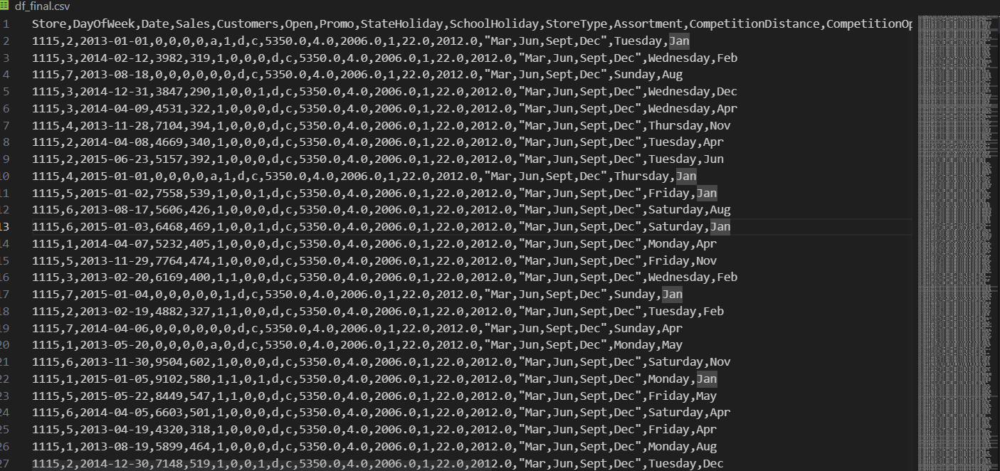 df_final.csv
1 Store,DayOfWeek,Date,Sales,Customers,Open,Promo,StateHoliday,SchoolHoliday,StoreType,Assortment,CompetitionDistance,CompetitionOp
2 1115,2,2013-01-01,0,0,0,0,a,1,d,c,5350.0,4.0,2006.0,1,22.0,2012.0,"Mar,Jun,Sept,Dec",Tuesday,Jan
3 1115,3,2014-02-12,3982,319,1,0,0,0,d,c,5350.0,4.0,2006.0,1,22.0,2012.0,"Mar,Jun,Sept,Dec",Wednesday,Feb
4 1115,7,2013-08-18,0,0,0,0,0,0,d,c,5350.0,4.0,2006.0,1,22.0,2012.0,"Mar,Jun,Sept,Dec",Sunday,Aug
5 1115,3,2014-12-31,3847,290,1,0,0,1,d,c,5350.0,4.0,2006.0,1,22.0,2012.0,"Mar,Jun,Sept,Dec",Wednesday,Dec
6 1115,3,2014-04-09,4531,322,1,0,0,0,d,c,5350.0,4.0,2006.0,1,22.0,2012.0,"Mar,Jun,Sept,Dec",Wednesday,Apr
7 1115,4,2013-11-28,7104,394,1,0,0,0,d,c,5350.0,4.0,2006.0,1,22.0,2012.0,"Mar,Jun,Sept,Dec",Thursday,Nov
8 1115,2,2014-04-08,4669,340,1,0,0,0,d,c,5350.0,4.0,2006.0,1,22.0,2012.0,"Mar,Jun,Sept,Dec",Tuesday,Apr
9 1115,2,2015-06-23,5157,392,1,0,0,0,d,c,5350.0,4.0,2006.0,1,22.0,2012.0,"Mar,Jun,Sept,Dec",Tuesday,Jun
10 1115,4,2015-01-01,0,0,0,0,a,1,d,c,5350.0,4.0,2006.0,1,22.0,2012.0,"Mar,Jun,Sept,Dec",Thursday,Jan
11 1115,5,2015-01-02,7558,539,1,0,0,1,d,c,5350.0,4.0,2006.0,1,22.0,2012.0,"Mar,Jun,Sept,Dec",Friday,Jan
12 1115,6,2013-08-17,5606,426,1,0,0,0,d,c,5350.0,4.0,2006.0,1,22.0,2012.0,"Mar,Jun,Sept,Dec",Saturday,Aug
13 1115,6,2015-01-03,6468,469,1,0,0,1,d,c,5350.0,4.0,2006.0,1,22.0,2012.0,"Mar,Jun,Sept,Dec",Saturday,Jan
14 1115,1,2014-04-07,5232,405,1,0,0,0,d,c,5350.0,4.0,2006.0,1,22.0,2012.0,"Mar,Jun,Sept,Dec",Monday,Apr
15 1115,5,2013-11-29,7764,474,1,0,0,0,d,c,5350.0,4.0,2006.0,1,22.0,2012.0,"Mar,Jun,Sept,Dec",Friday,Nov
16 1115,3,2013-02-20,6169,400,1,1,0,0,d,c,5350.0,4.0,2006.0,1,22.0,2012.0,"Mar,Jun,Sept,Dec",Wednesday,Feb
17 1115,7,2015-01-04,0,0,0,0,0,1,d,c,5350.0,4.0,2006.0,1,22.0,2012.0,"Mar,Jun,Sept,Dec",Sunday,Jan
18 1115,2,2013-02-19,4882,327,1,1,0,0,d,c,5350.0,4.0,2006.0,1,22.0,2012.0,"Mar,Jun,Sept,Dec",Tuesday,Feb
19 1115,7,2014-04-06,0,0,0,0,0,0,d,c,5350.0,4.0,2006.0,1,22.0,2012.0,"Mar,Jun,Sept,Dec",Sunday,Apr
20 1115,1,2013-05-20,0,0,0,0,a,0,d,c,5350.0,4.0,2006.0,1,22.0,2012.0,"Mar,Jun,Sept,Dec",Monday,May
21 1115,6,2013-11-30,9504,602,1,0,0,0,d,c,5350.0,4.0,2006.0,1,22.0,2012.0,"Mar,Jun,Sept,Dec",Saturday,Nov
22 1115,1,2015-01-05,9102,580,1,1,0,1,d,c,5350.0,4.0,2006.0,1,22.0,2012.0,"Mar,Jun,Sept,Dec",Monday,Jan
23 1115,5,2015-05-22,8449,547,1,1,0,0,d,c,5350.0,4.0,2006.0,1,22.0,2012.0,"Mar,Jun,Sept,Dec",Friday,May
24 1115,6,2014-04-05,6603,501,1,0,0,0,d,c,5350.0,4.0,2006.0,1,22.0,2012.0,"Mar,Jun,Sept,Dec",Saturday,Apr
25 1115,5,2013-04-19,4320,318,1,0,0,0,d,c,5350.0,4.0,2006.0,1,22.0,2012.0,"Mar,Jun,Sept,Dec",Friday,Apr
26 1115,1,2013-08-19,5899,464,1,0,0,0,d,c,5350.0,4.0,2006.0,1,22.0,2012.0,"Mar,Jun,Sept,Dec",Monday,Aug
27 1115,2,2014-12-30,7148,519,1,0,0,1,d,c,5350.0,4.0,2006.0,1,22.0,2012.0,"Mar,Jun,Sept,Dec",Tuesday,Dec